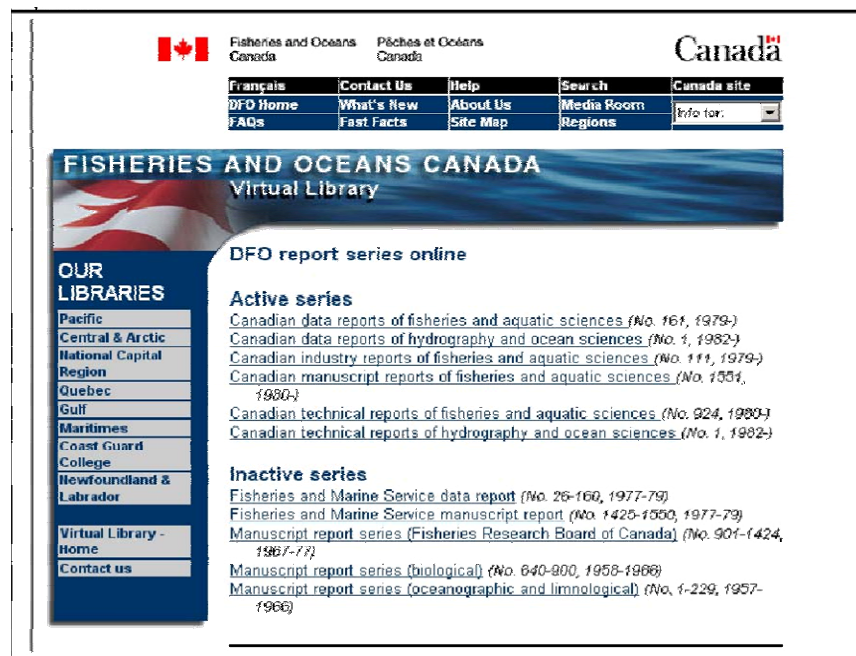 Fisheries and Oceans Pêches et Océans
Canada Canada
Canada
Français Contact Us Help Search Canada site
DFO Home What's New About Us Media Room Info for:
FAQs Fast Facts Site Map Regions
FISHERIES AND OCEANS CANADA
Virtual Library
OUR
LIBRARIES
Pacific
Central & Arctic
National Capital
Region
Quebec
Gulf
Maritimes
Coast Guard
College
Newfoundland &
Labrador
Virtual Library -
Home
Contact us
DFO report series online
Active series
Canadian data reports of fisheries and aquatic sciences (No. 161, 1979-)
Canadian data reports of hydrography and ocean sciences (No. 1, 1982-)
Canadian industry reports of fisheries and aquatic sciences (No. 111, 1979-)
Canadian manuscript reports of fisheries and aquatic sciences (No. 1551,
1980-)
Canadian technical reports of fisheries and aquatic sciences (No. 924, 1980-)
Canadian technical reports of hydrography and ocean sciences (No. 1, 1982-)
Inactive series
Fisheries and Marine Service data report (No. 26-160, 1977-79)
Fisheries and Marine Service manuscript report (No. 1425-1550, 1977-79)
Manuscript report series (Fisheries Research Board of Canada) (No. 901-1424,
1967-77)
Manuscript report series (biological) (No. 640-900, 1958-1966)
Manuscript report series (oceanographic and limnological) (No. 1-229, 1957-
1966)